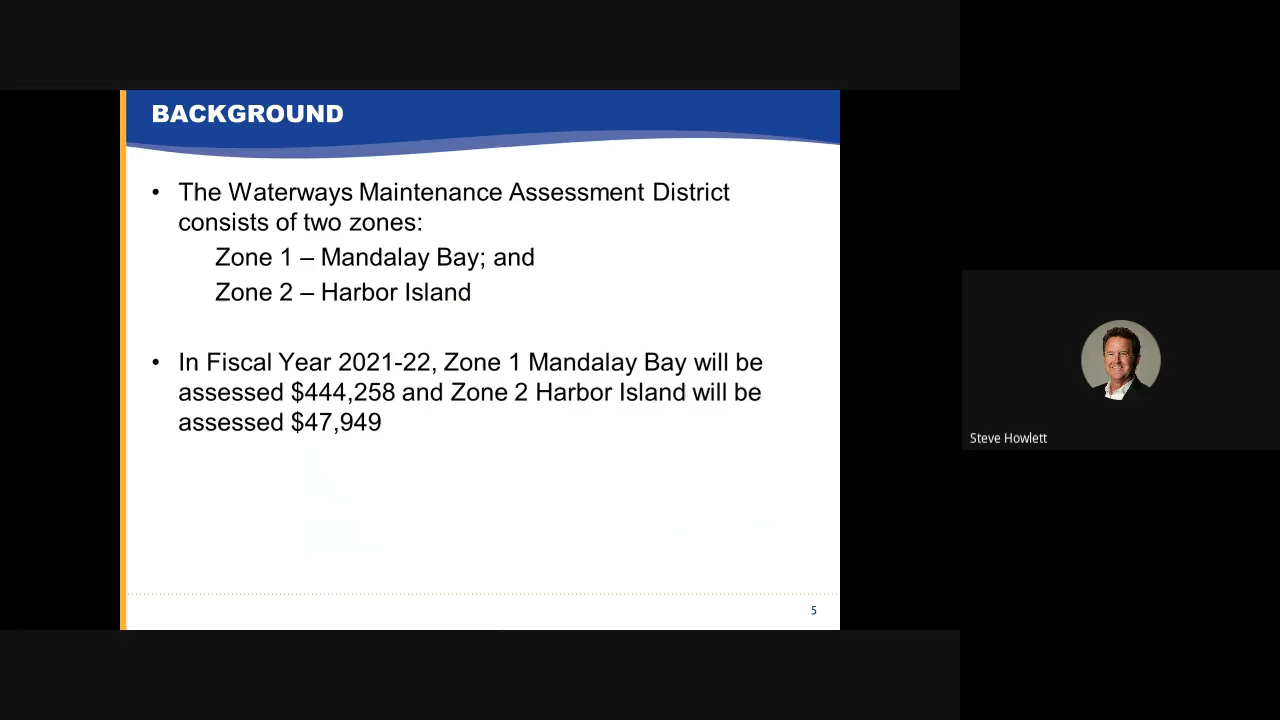 BACKGROUND
• The Waterways Maintenance Assessment District
consists of two zones:
Zone 1 – Mandalay Bay; and
Zone 2 – Harbor Island
• In Fiscal Year 2021-22, Zone 1 Mandalay Bay will be
assessed $444,258 and Zone 2 Harbor Island will be
assessed $47,949
5
Steve Howlett